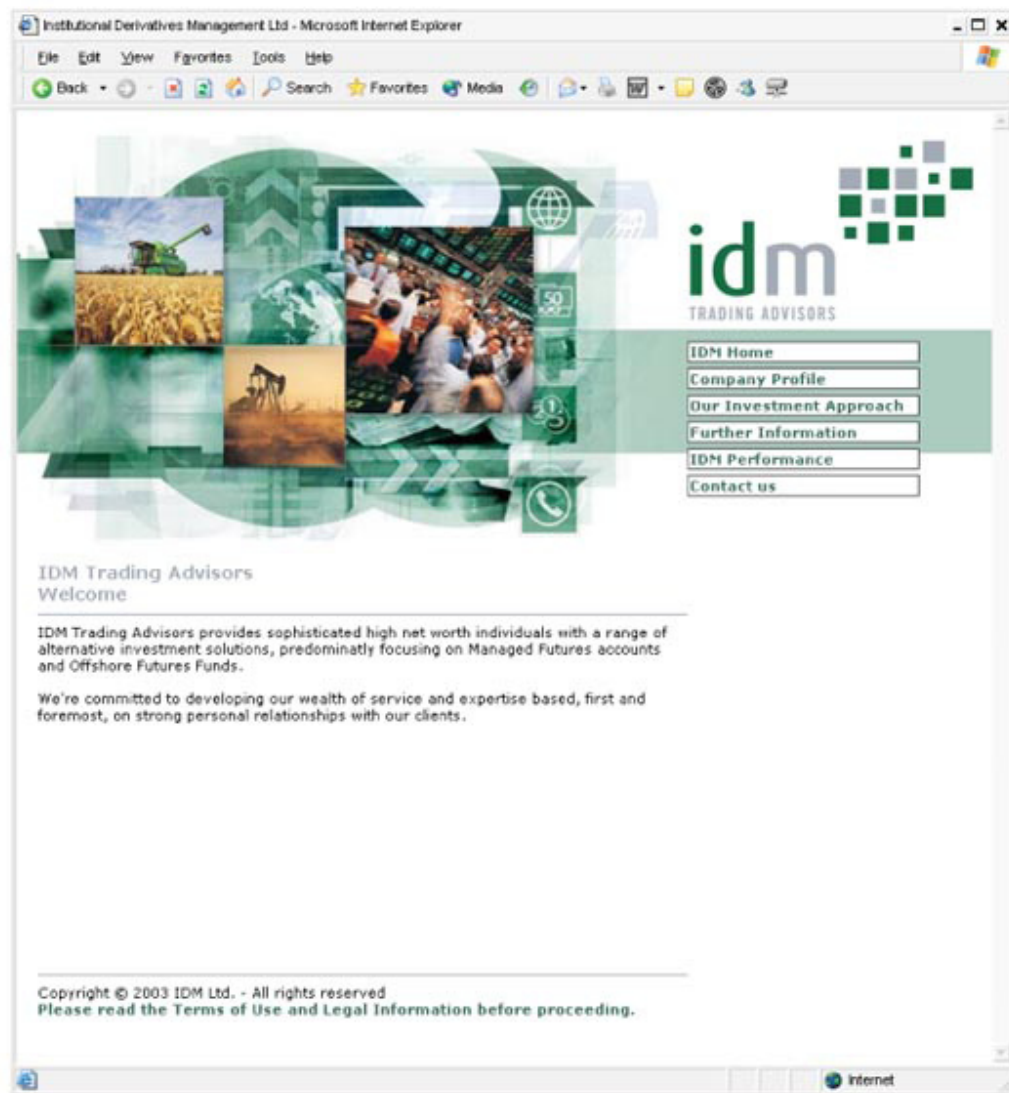 Institutional Derivatives Management Ltd - Microsoft Internet Explorer
File Edit View Favorites Tools Help
Back Search Favorites Media
50
idm
TRADING ADVISORS
IDM Home
Company Profile
Our Investment Approach
Further Information
IDM Performance
Contact us
IDM Trading Advisors
Welcome
IDM Trading Advisors provides sophisticated high net worth individuals with a range of
alternative investment solutions, predominatly focusing on Managed Futures accounts
and Offshore Futures Funds.
We're committed to developing our wealth of service and expertise based, first and
foremost, on strong personal relationships with our clients.
Copyright © 2003 IDM Ltd. - All rights reserved
Please read the Terms of Use and Legal Information before proceeding.
Internet